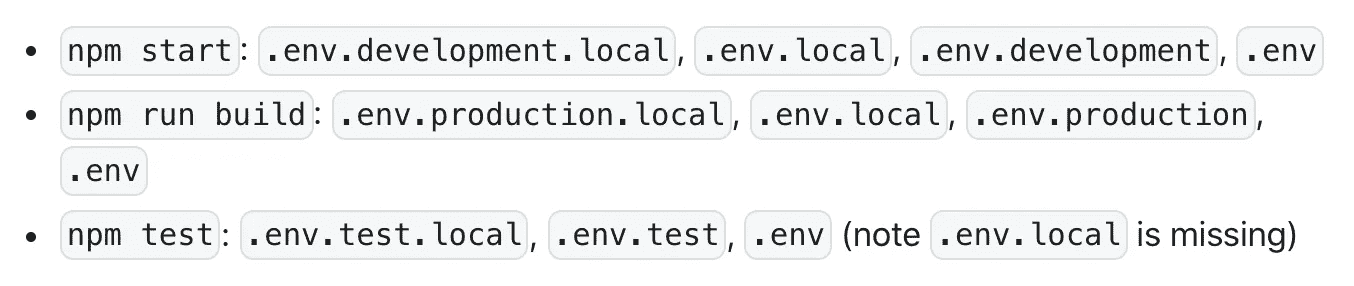 • npm start: .env.development.local, .env.local, .env.development, .env
• npm run build: .env.production.local, .env.local, .env.production,
.env
• npm test: .env.test.local, .env.test, .env (note .env.local is missing)